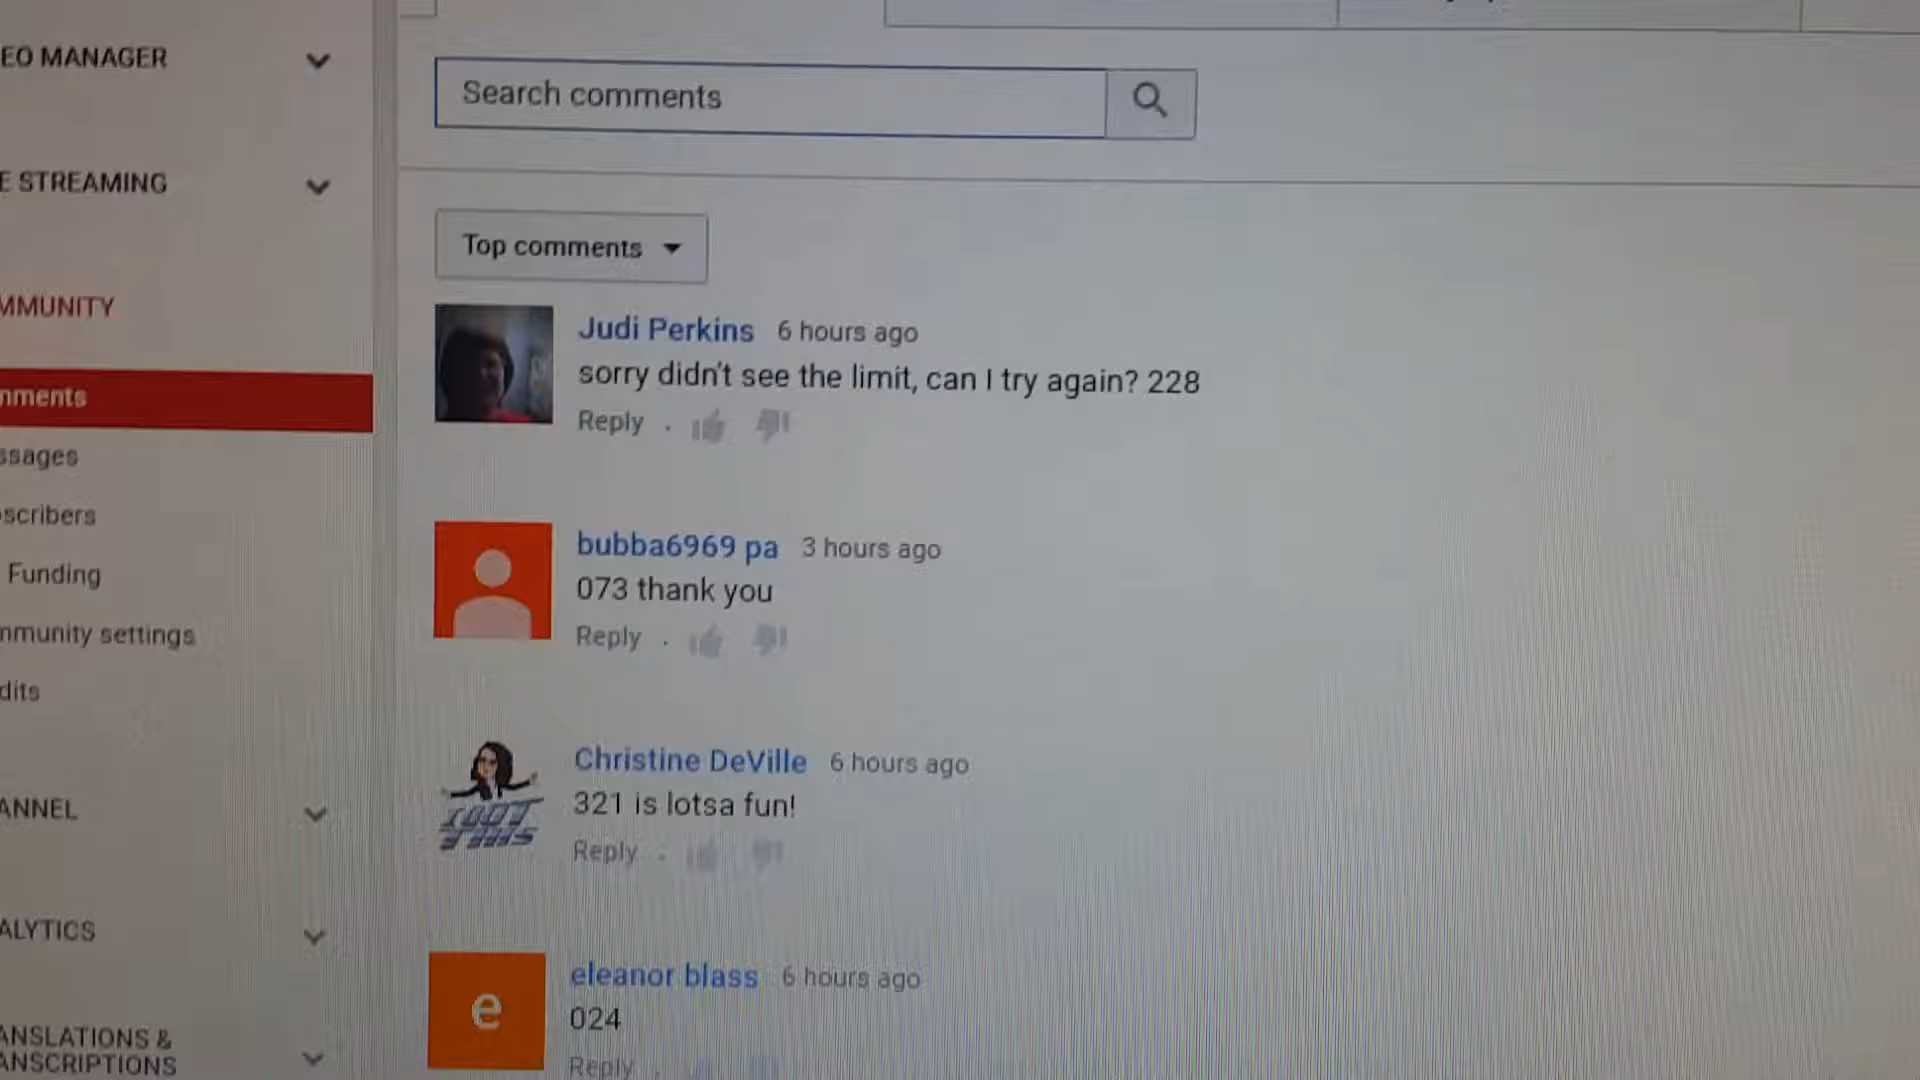 EO MANAGER
Search comments
E STREAMING
Top comments
MMUNITY
Judi Perkins 6 hours ago
sorry didn't see the limit, can I try again? 228
Reply .
mments
ssages
scribers
Funding
mmunity settings
dits
bubba6969 pa 3 hours ago
073 thank you
Reply .
Christine DeVille 6 hours ago
321 is lotsa fun!
Reply .
I GOT
THIS
ANNEL
ALYTICS
eleanor blass 6 hours ago
e
024
Reply .
ANSLATIONS &
ANSCRIPTIONS